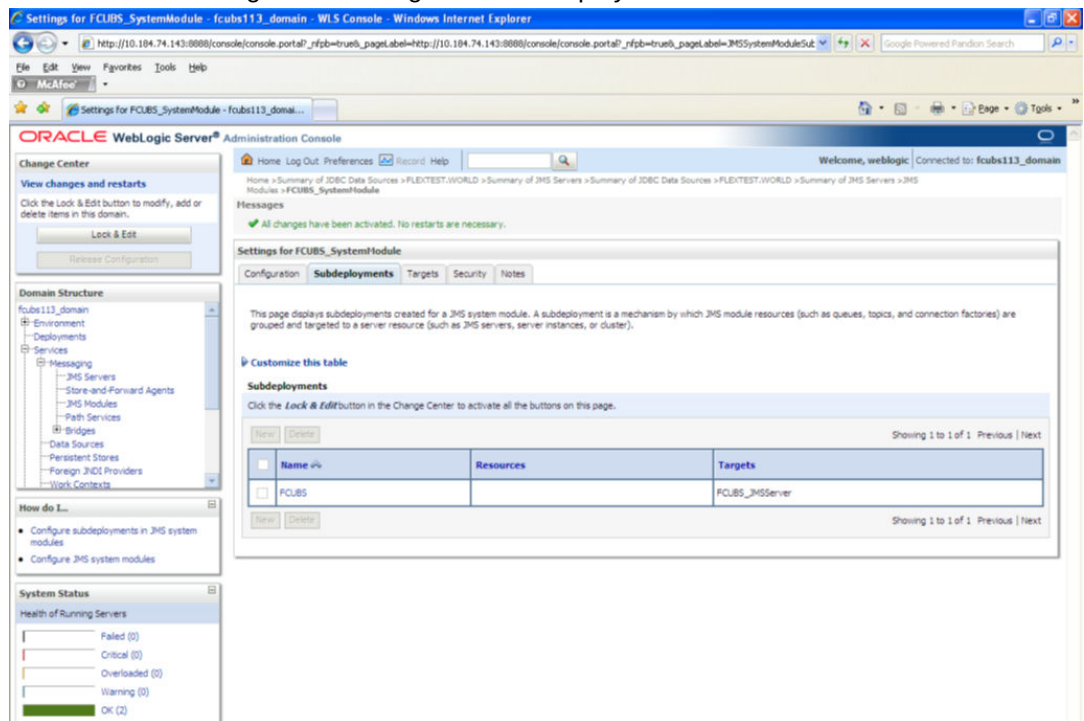 Settings for FCUBS_SystemModule - fcubs113_domain - WLS Console - Windows Internet Explorer
http://10.184.74.143:8888/console/console.portal?_nfpb=true&_pageLabel=http://10.184.74.143:8888/console/console.portal?_nfpb=true&_pageLabel=JMSSystemModuleSut
Google Powered Pandion Search
File Edit View Favorites Tools Help
McAfee
Settings for FCUBS_SystemModule - fcubs113_domai...
Page Tools
ORACLE WebLogic Server® Administration Console
Change Center
View changes and restarts
Click the Lock & Edit button to modify, add or
delete items in this domain.
Lock & Edit
Release Configuration
Domain Structure
fcubs113_domain
Environment
Deployments
Services
Messaging
JMS Servers
Store-and-Forward Agents
JMS Modules
Path Services
Bridges
Data Sources
Persistent Stores
Foreign JNDI Providers
Work Contexts
How do I...
Configure subdeployments in JMS system
modules
Configure JMS system modules
System Status
Health of Running Servers
Failed (0)
Critical (0)
Overloaded (0)
Warning (0)
OK (2)
Home Log Out Preferences Record Help
Welcome, weblogic Connected to: fcubs113_domain
Home >Summary of JDBC Data Sources >FLEXTEST.WORLD >Summary of JMS Servers >Summary of JDBC Data Sources >FLEXTEST.WORLD >Summary of JMS Servers >JMS
Modules >FCUBS_SystemModule
Messages
All changes have been activated. No restarts are necessary.
Settings for FCUBS_SystemModule
Configuration Subdeployments Targets Security Notes
This page displays subdeployments created for a JMS system module. A subdeployment is a mechanism by which JMS module resources (such as queues, topics, and connection factories) are
grouped and targeted to a server resource (such as JMS servers, server instances, or cluster).
Customize this table
Subdeployments
Click the Lock & Edit button in the Change Center to activate all the buttons on this page.
New Delete
Showing 1 to 1 of 1 Previous | Next
Name Resources Targets
FCUBS FCUBS_JMSServer
New Delete
Showing 1 to 1 of 1 Previous | Next